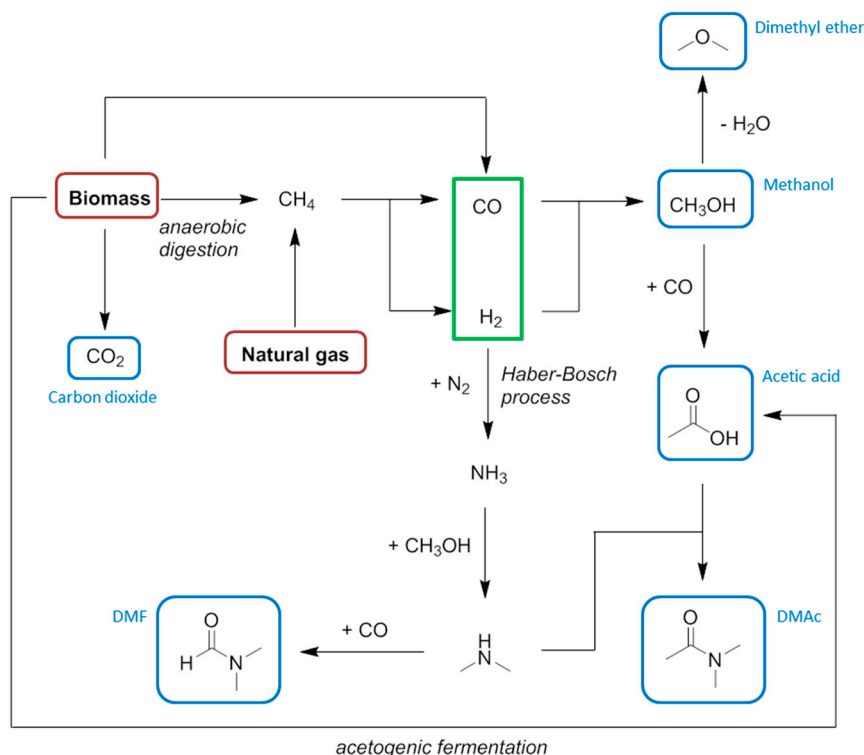 Dimethyl ether
O
- H₂O
Biomass
anaerobic
digestion
CH₄
CO
H₂
Methanol
CH₃OH
+ CO
CO₂
Carbon dioxide
Natural gas
+ N₂
Haber-Bosch
process
Acetic acid
O
OH
NH₃
+ CH₃OH
DMF
O
H
N
+ CO
H
N
DMAc
O
N
acetogenic fermentation